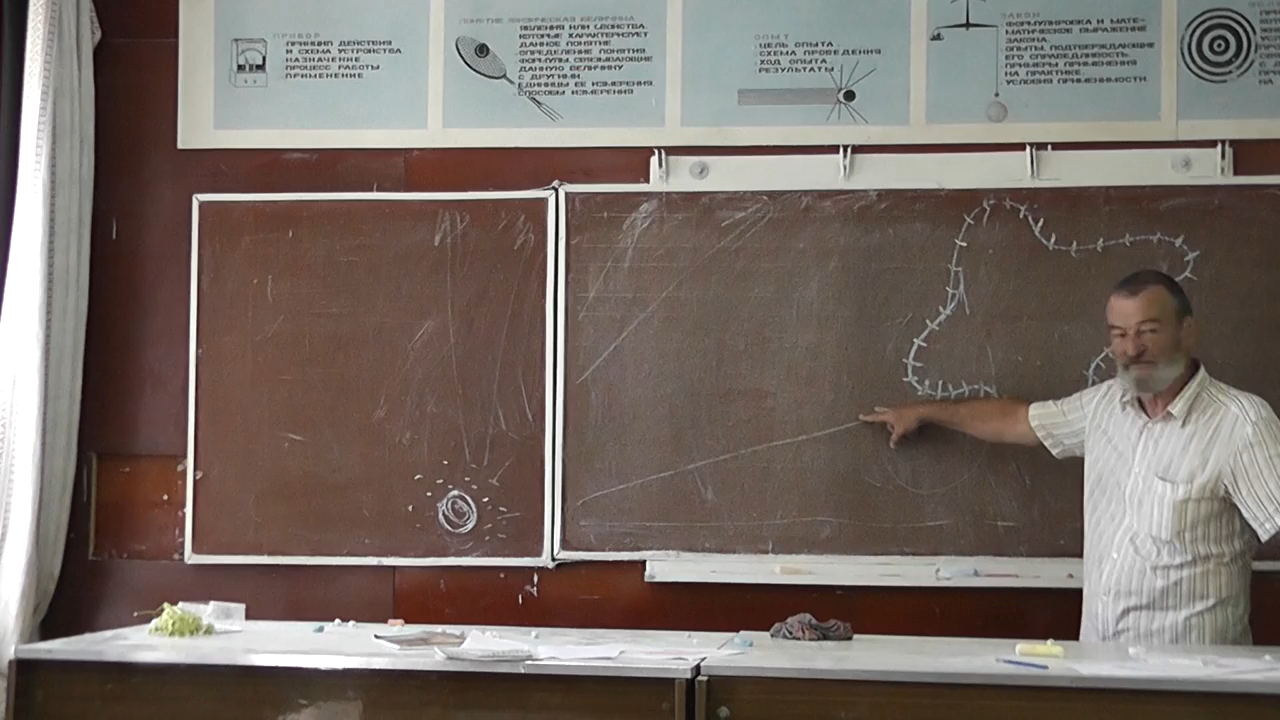 ПРИБОР
· ПРИНЦИП ДЕЙСТВИЯ
И СХЕМА УСТРОЙСТВА
· НАЗНАЧЕНИЕ
· ПРОЦЕСС РАБОТЫ
· ПРИМЕНЕНИЕ
ПОНЯТИЕ ФИЗИЧЕСКАЯ ВЕЛИЧИНА
· ЯВЛЕНИЯ ИЛИ СВОЙСТВА,
КОТОРЫЕ ХАРАКТЕРИЗУЕТ
ДАННОЕ ПОНЯТИЕ.
· ОПРЕДЕЛЕНИЕ ПОНЯТИЯ.
· ФОРМУЛЫ, СВЯЗЫВАЮЩИЕ
ДАННУЮ ВЕЛИЧИНУ
С ДРУГИМИ.
· ЕДИНИЦЫ ЕЕ ИЗМЕРЕНИЯ.
· СПОСОБЫ ИЗМЕРЕНИЯ
ОПЫТ
· ЦЕЛЬ ОПЫТА
· СХЕМА ПРОВЕДЕНИЯ
· ХОД ОПЫТА.
· РЕЗУЛЬТАТЫ
ЗАКОН
· ФОРМУЛИРОВКА И МАТЕ-
МАТИЧЕСКОЕ ВЫРАЖЕНИЕ
ЗАКОНА.
· ОПЫТЫ, ПОДТВЕРЖДАЮЩИЕ
ЕГО СПРАВЕДЛИВОСТЬ.
· ПРИМЕРЫ ПРИМЕНЕНИЯ
НА ПРАКТИКЕ.
· УСЛОВИЯ ПРИМЕНИМОСТИ.